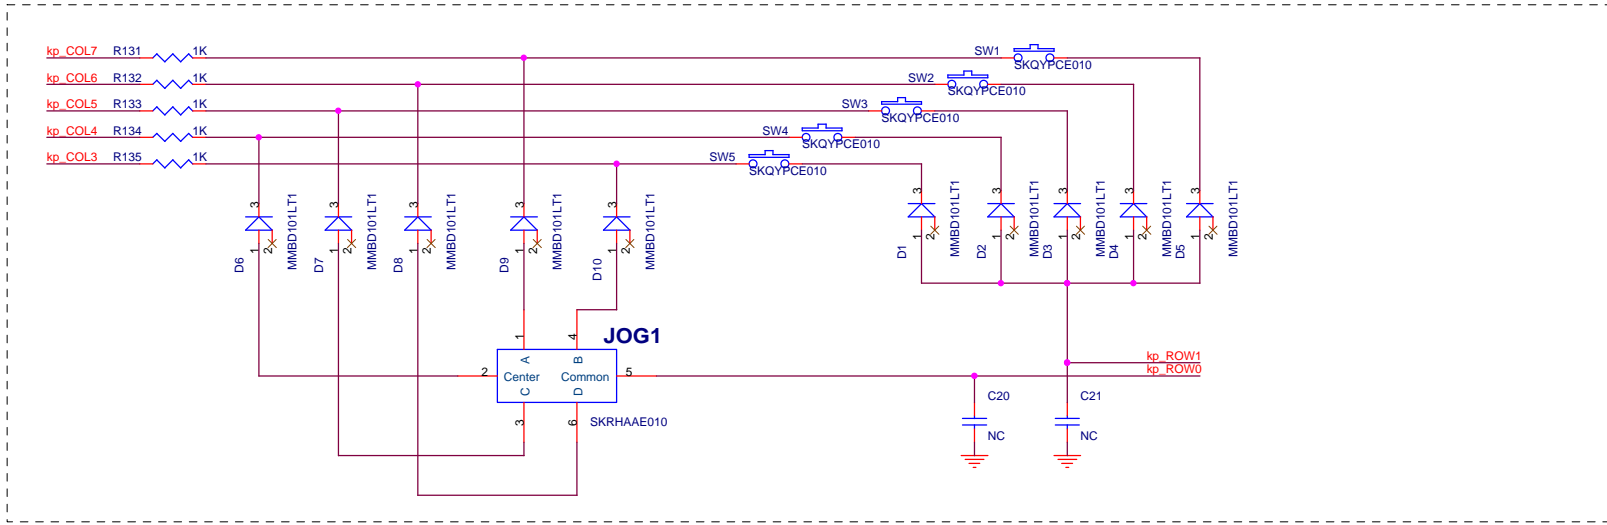 kp_COL7 R131 1K SW1 SKQYPCE010
kp_COL6 R132 1K SW2 SKQYPCE010
kp_COL5 R133 1K SW3 SKQYPCE010
kp_COL4 R134 1K SW4 SKQYPCE010
kp_COL3 R135 1K SW5 SKQYPCE010
D6 3 1 2 MMBD101LT1
D7 3 1 2 MMBD101LT1
D8 3 1 2 MMBD101LT1
D9 3 1 2 MMBD101LT1
D10 3 1 2 MMBD101LT1
D1 3 1 2 MMBD101LT1
D2 3 1 2 MMBD101LT1
D3 3 1 2 MMBD101LT1
D4 3 1 2 MMBD101LT1
D5 3 1 2 MMBD101LT1
JOG1
1 4
A B
2 Center Common 5
C D
3 6
SKRHAAE010
kp_ROW1
kp_ROW0
C20 C21
NC NC